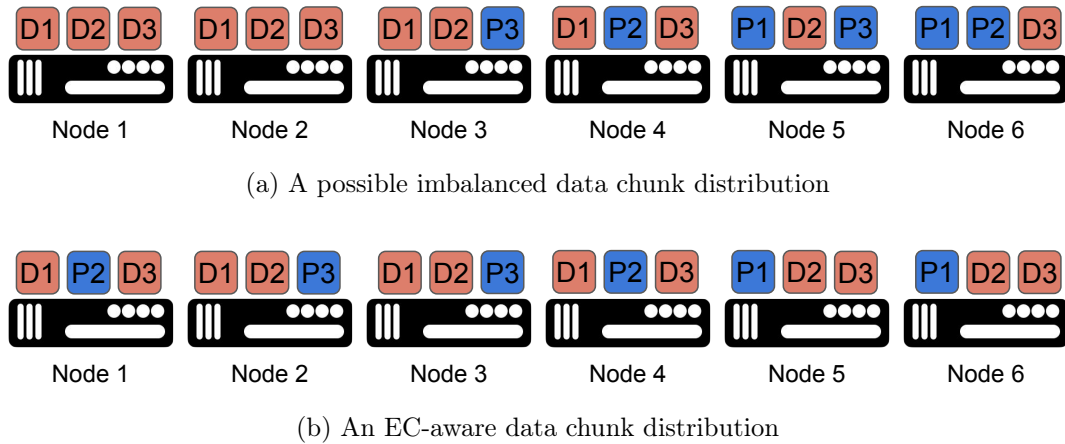 D1 D2 D3 D1 D2 D3 D1 D2 P3 D1 P2 D3 P1 D2 P3 P1 P2 D3
Node 1 Node 2 Node 3 Node 4 Node 5 Node 6
(a) A possible imbalanced data chunk distribution
D1 P2 D3 D1 D2 P3 D1 D2 P3 D1 P2 D3 P1 D2 D3 P1 D2 D3
Node 1 Node 2 Node 3 Node 4 Node 5 Node 6
(b) An EC-aware data chunk distribution